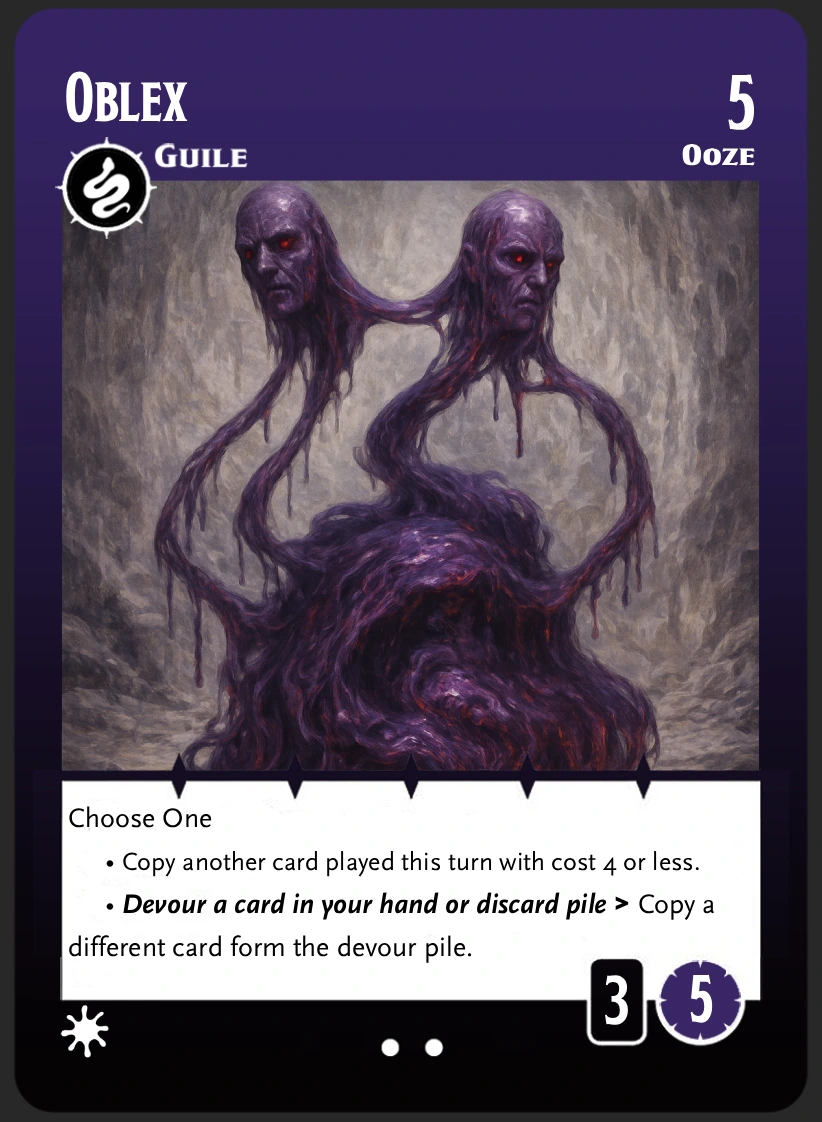 Oblex
5
Guile
Ooze
Choose One
• Copy another card played this turn with cost 4 or less.
• Devour a card in your hand or discard pile > Copy a
different card form the devour pile.
3
5